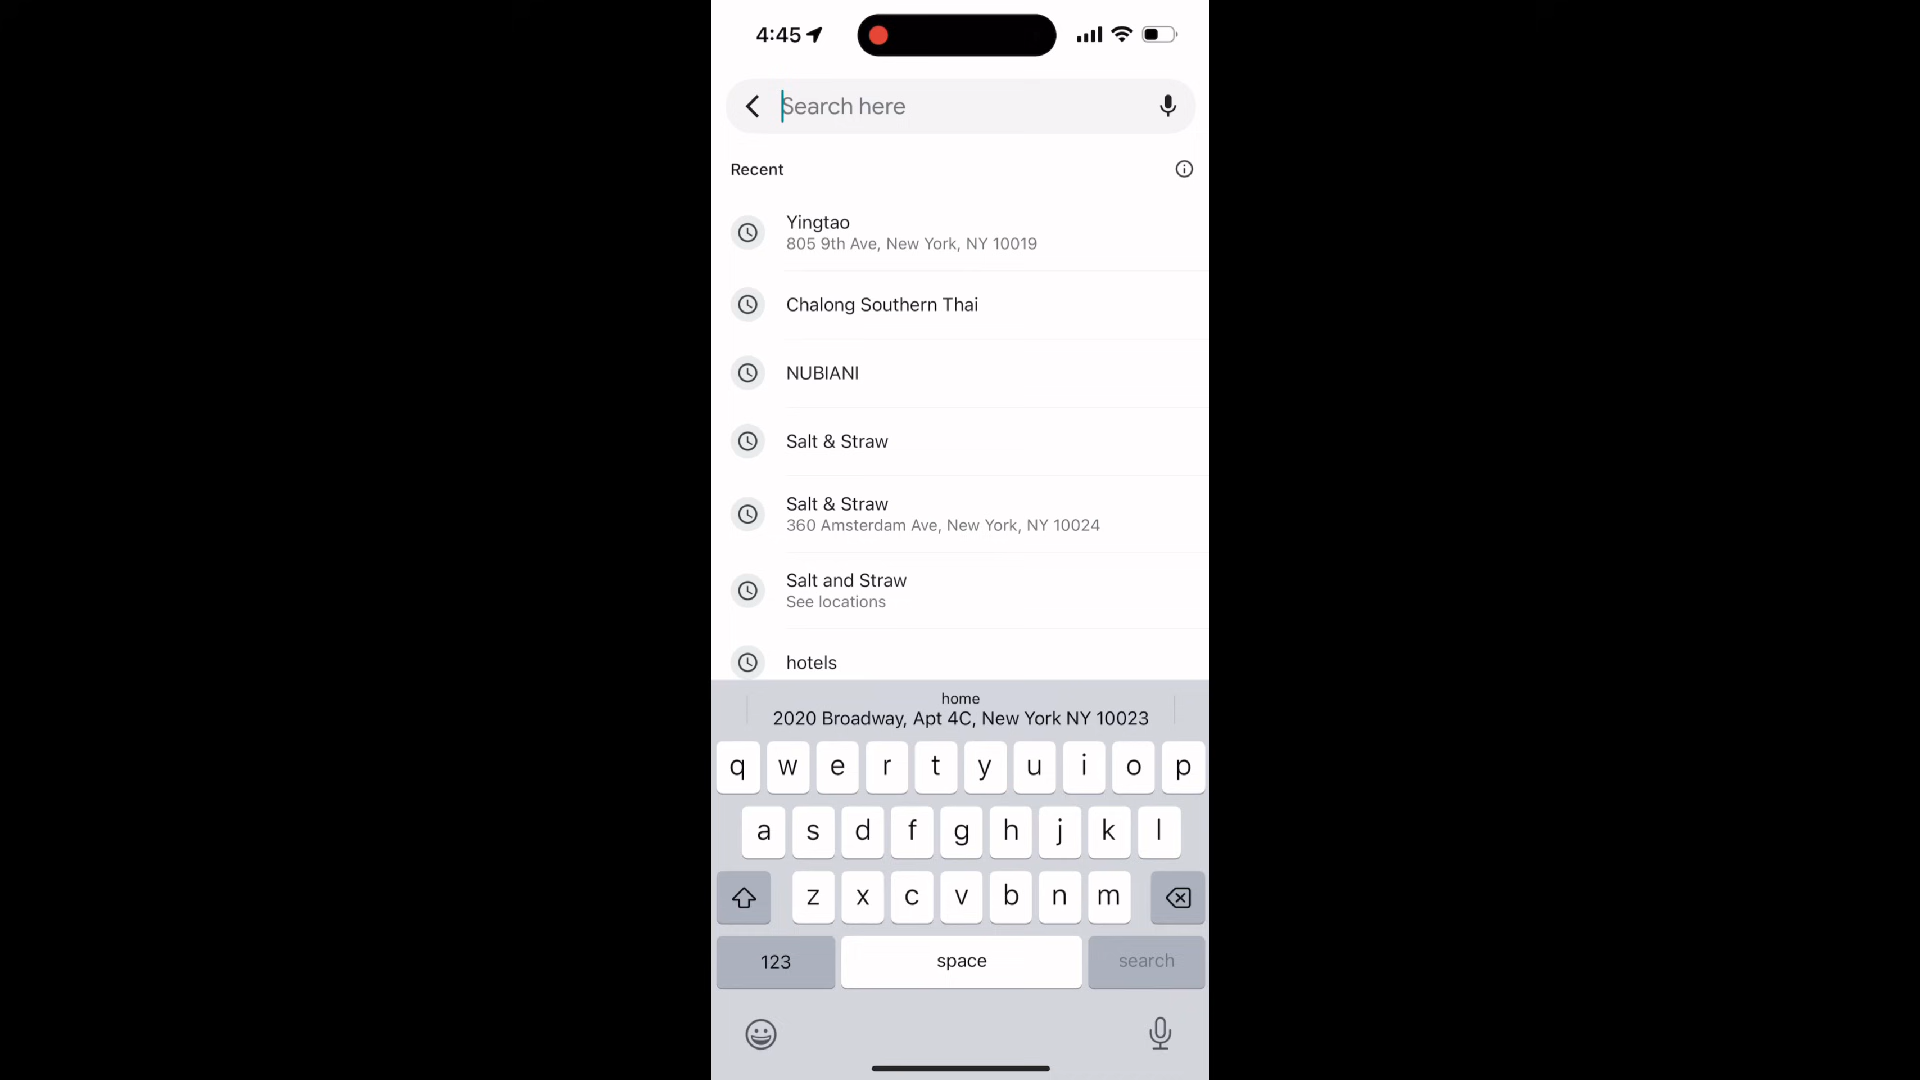 4:45
Search here
Recent
Yingtao
805 9th Ave, New York, NY 10019
Chalong Southern Thai
NUBIANI
Salt & Straw
Salt & Straw
360 Amsterdam Ave, New York, NY 10024
Salt and Straw
See locations
hotels
home
2020 Broadway, Apt 4C, New York NY 10023
q w e r t y u i o p
a s d f g h j k l
z x c v b n m
123 space search